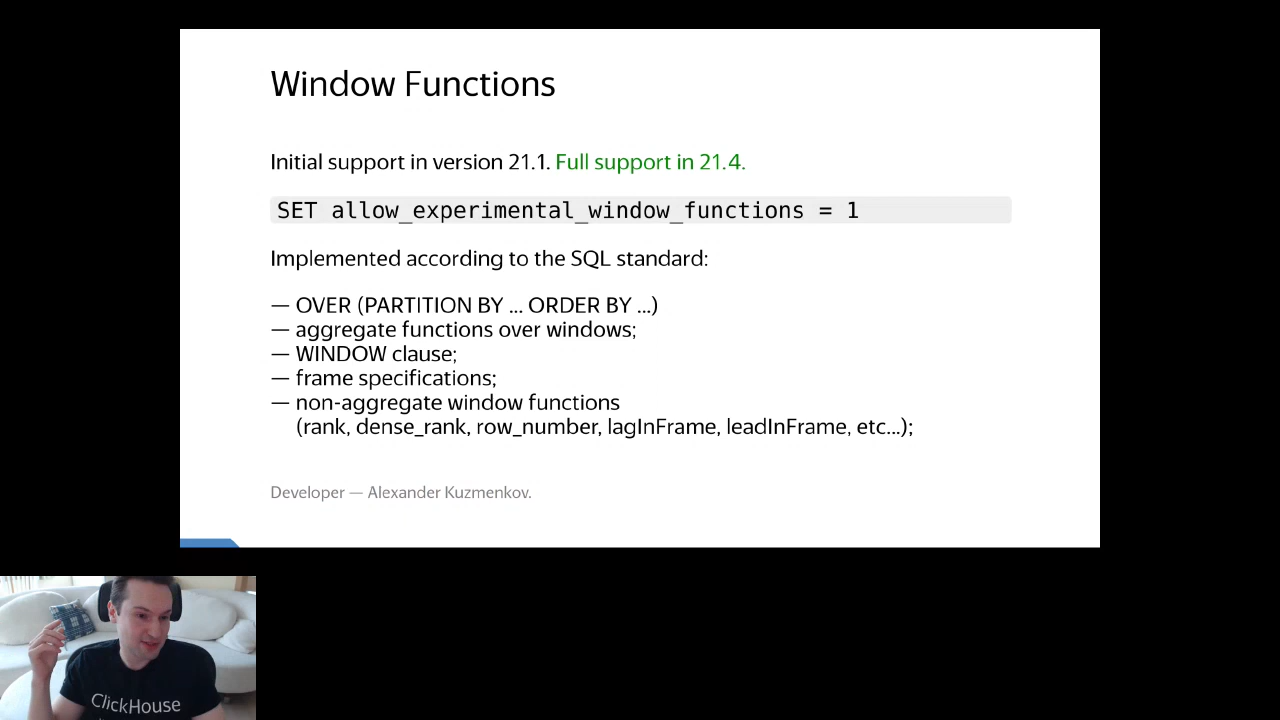 Window Functions
Initial support in version 21.1. Full support in 21.4.
SET allow_experimental_window_functions = 1
Implemented according to the SQL standard:
— OVER (PARTITION BY ... ORDER BY ...)
— aggregate functions over windows;
— WINDOW clause;
— frame specifications;
— non-aggregate window functions
(rank, dense_rank, row_number, lagInFrame, leadInFrame, etc...);
Developer — Alexander Kuzmenkov.
ClickHouse